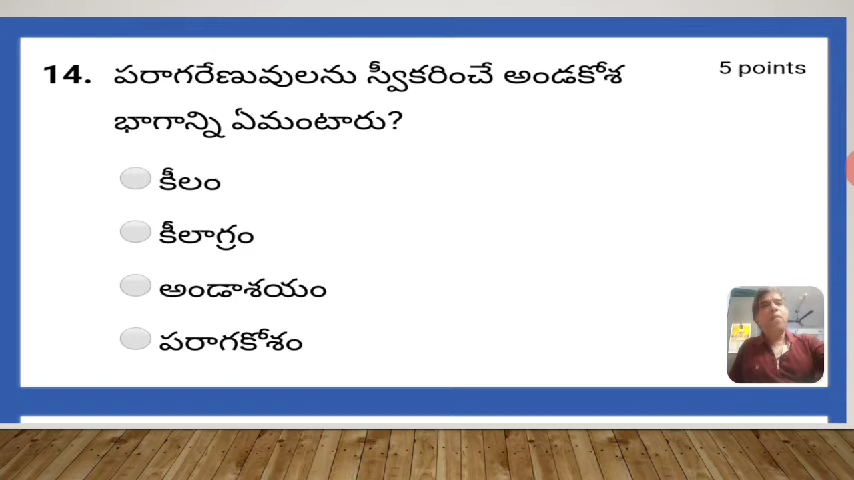 14. పరాగరేణువులను స్వీకరించే అండకోశ
5 points
భాగాన్ని ఏమంటారు?
కీలం
కీలాగ్రం
అండాశయం
పరాగకోశం